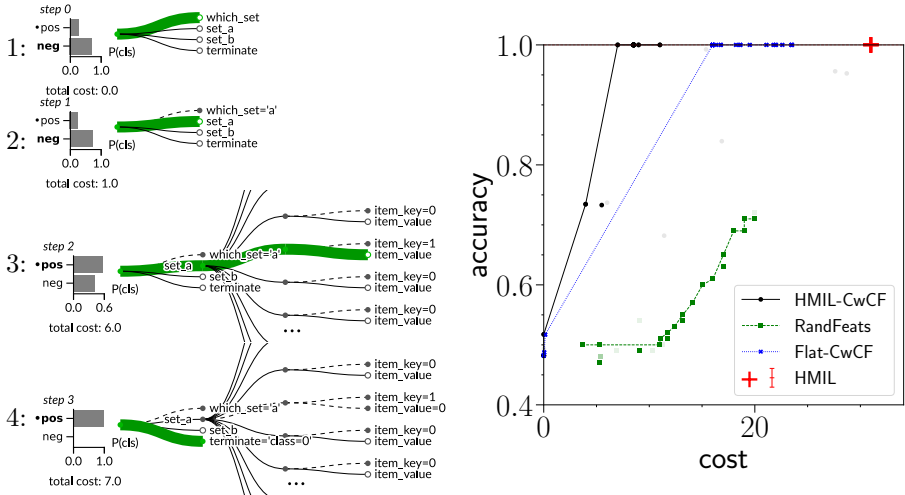 step 0
•pos
neg
P(cls)
0.0 1.0
total cost: 0.0
1:
which_set
set_a
set_b
terminate
step 1
•pos
neg
P(cls)
0.0 1.0
total cost: 1.0
2:
which_set='a'
set_a
set_b
terminate
step 2
•pos
neg
P(cls)
0.0 0.6
total cost: 6.0
3:
which_set='a'
set_a
set_b
terminate
item_key=0
item_value
item_key=1
item_value
item_key=0
item_value
item_key=0
item_value
...
step 3
•pos
neg
P(cls)
0.0 1.0
total cost: 7.0
4:
which_set='a'
set_a
set_b
terminate='class=0'
item_key=0
item_value
item_key=1
item_value=0
item_key=0
item_value
item_key=0
item_value
...
accuracy
1.0
0.8
0.6
0.4
0
20
cost
HMIL-CwCF
RandFeats
Flat-CwCF
HMIL